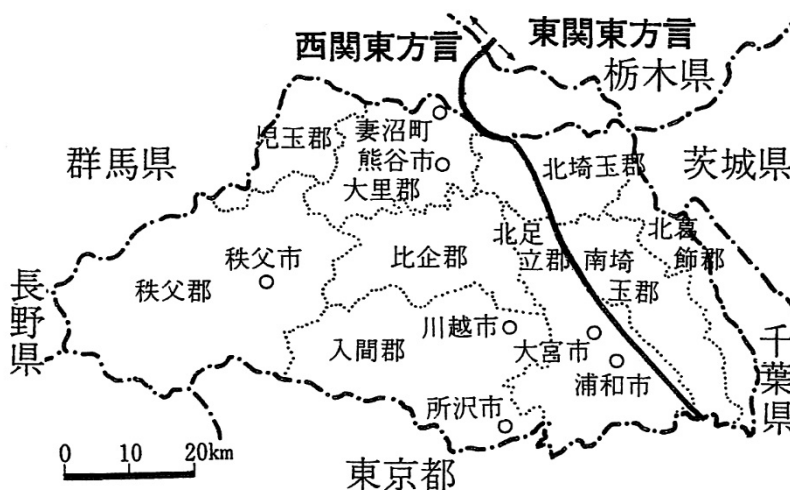 西関東方言
東関東方言
栃木県
群馬県
茨城県
児玉郡
妻沼町
熊谷市
大里郡
北埼玉郡
北足
立郡
南埼
玉郡
北葛
飾郡
秩父市
秩父郡
比企郡
長野県
入間郡
川越市
大宮市
浦和市
千葉県
所沢市
0 10 20km
東京都